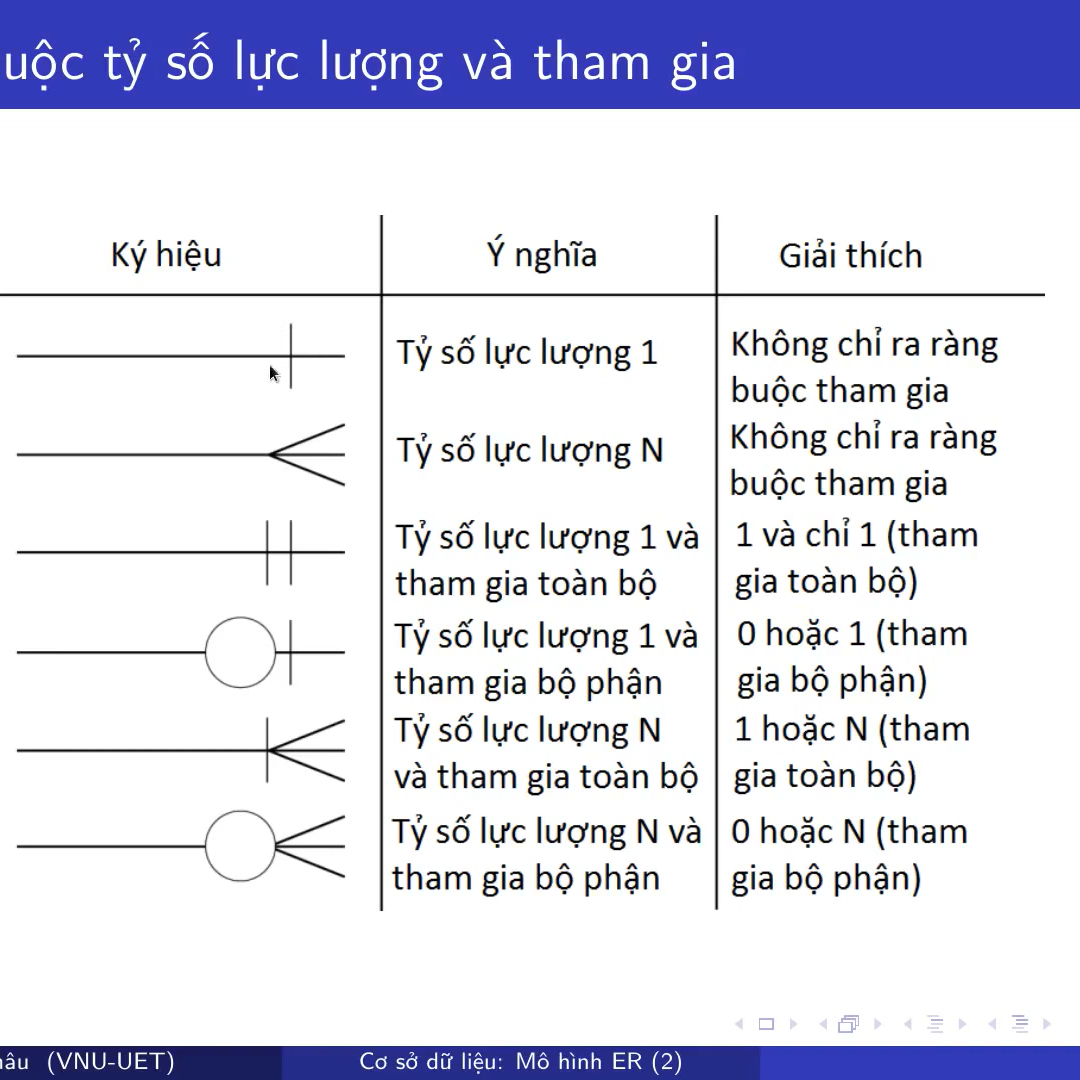 uộc tỷ số lực lượng và tham gia
Ký hiệu
Ý nghĩa
Giải thích
Tỷ số lực lượng 1
Không chỉ ra ràng
buộc tham gia
Tỷ số lực lượng N
Không chỉ ra ràng
buộc tham gia
Tỷ số lực lượng 1 và
tham gia toàn bộ
1 và chỉ 1 (tham
gia toàn bộ)
Tỷ số lực lượng 1 và
tham gia bộ phận
0 hoặc 1 (tham
gia bộ phận)
Tỷ số lực lượng N
và tham gia toàn bộ
1 hoặc N (tham
gia toàn bộ)
Tỷ số lực lượng N và
tham gia bộ phận
0 hoặc N (tham
gia bộ phận)
hâu (VNU-UET)
Cơ sở dữ liệu: Mô hình ER (2)